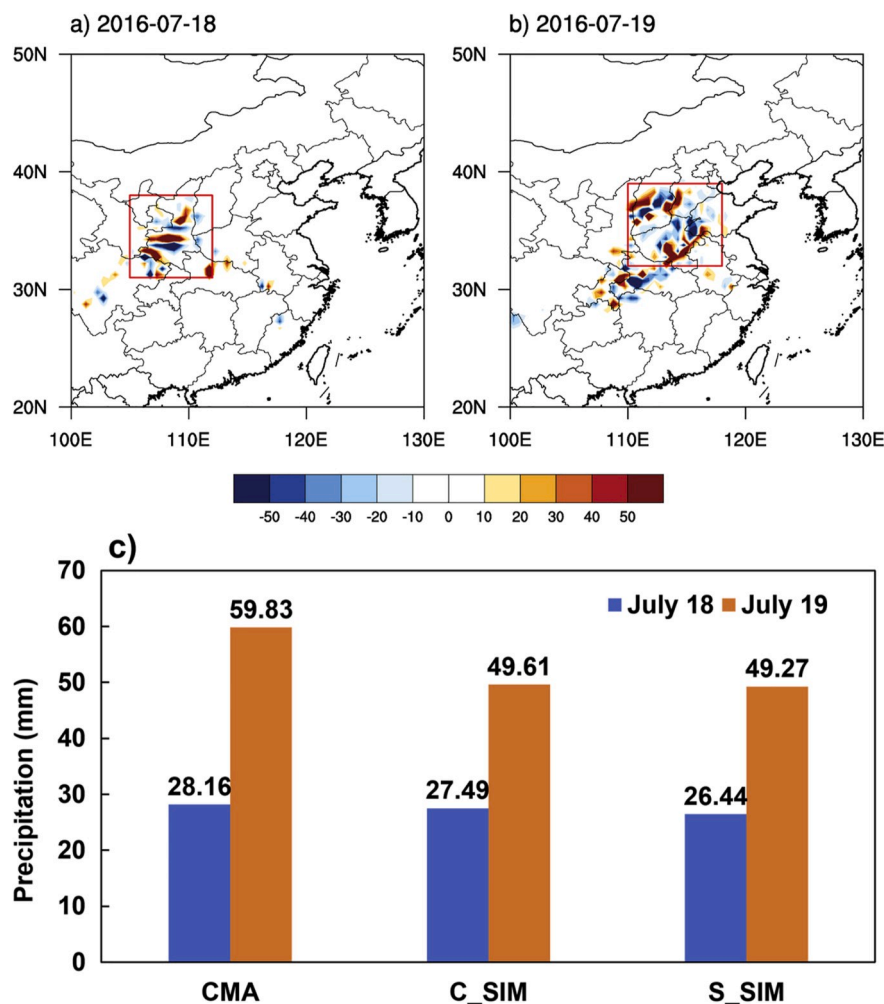 a) 2016-07-18
b) 2016-07-19
50N
50N
40N
40N
30N
30N
20N
20N
100E 110E 120E 130E
100E 110E 120E 130E
-50 -40 -30 -20 -10 0 10 20 30 40 50
c)
70
60
50
40
30
20
10
0
Precipitation (mm)
July 18 July 19
59.83
49.61
49.27
28.16
27.49
26.44
CMA C_SIM S_SIM